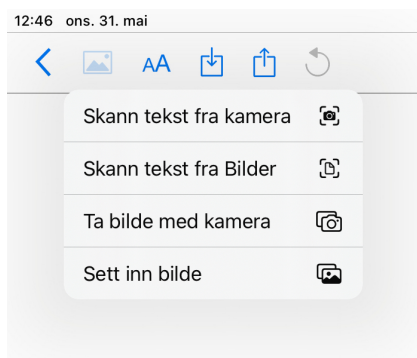 12:46 ons. 31. mai
AA
Skann tekst fra kamera
Skann tekst fra Bilder
Ta bilde med kamera
Sett inn bilde